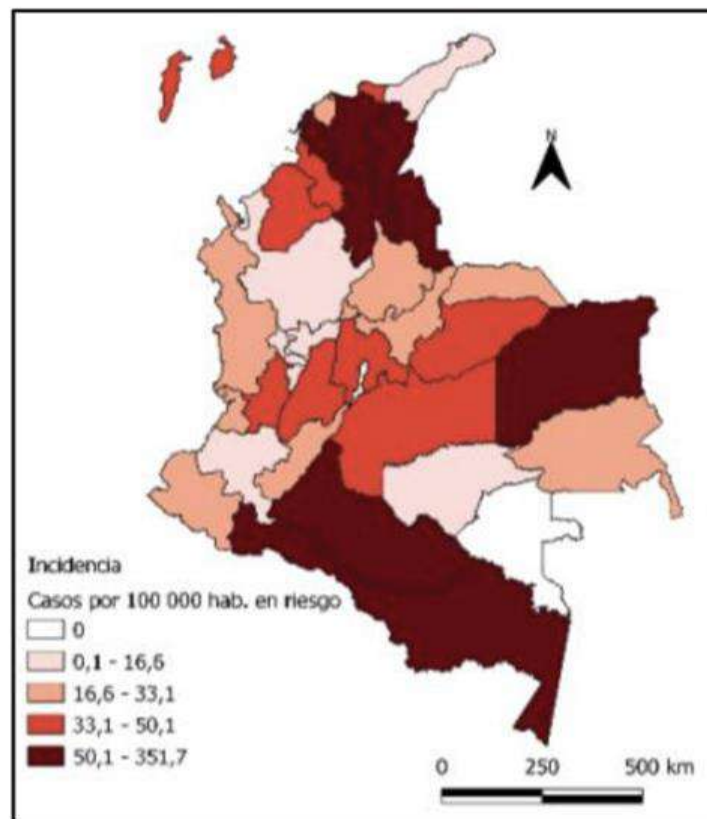 N
Incidencia
Casos por 100 000 hab. en riesgo
0
0,1 - 16,6
16,6 - 33,1
33,1 - 50,1
50,1 - 351,7
0 250 500 km